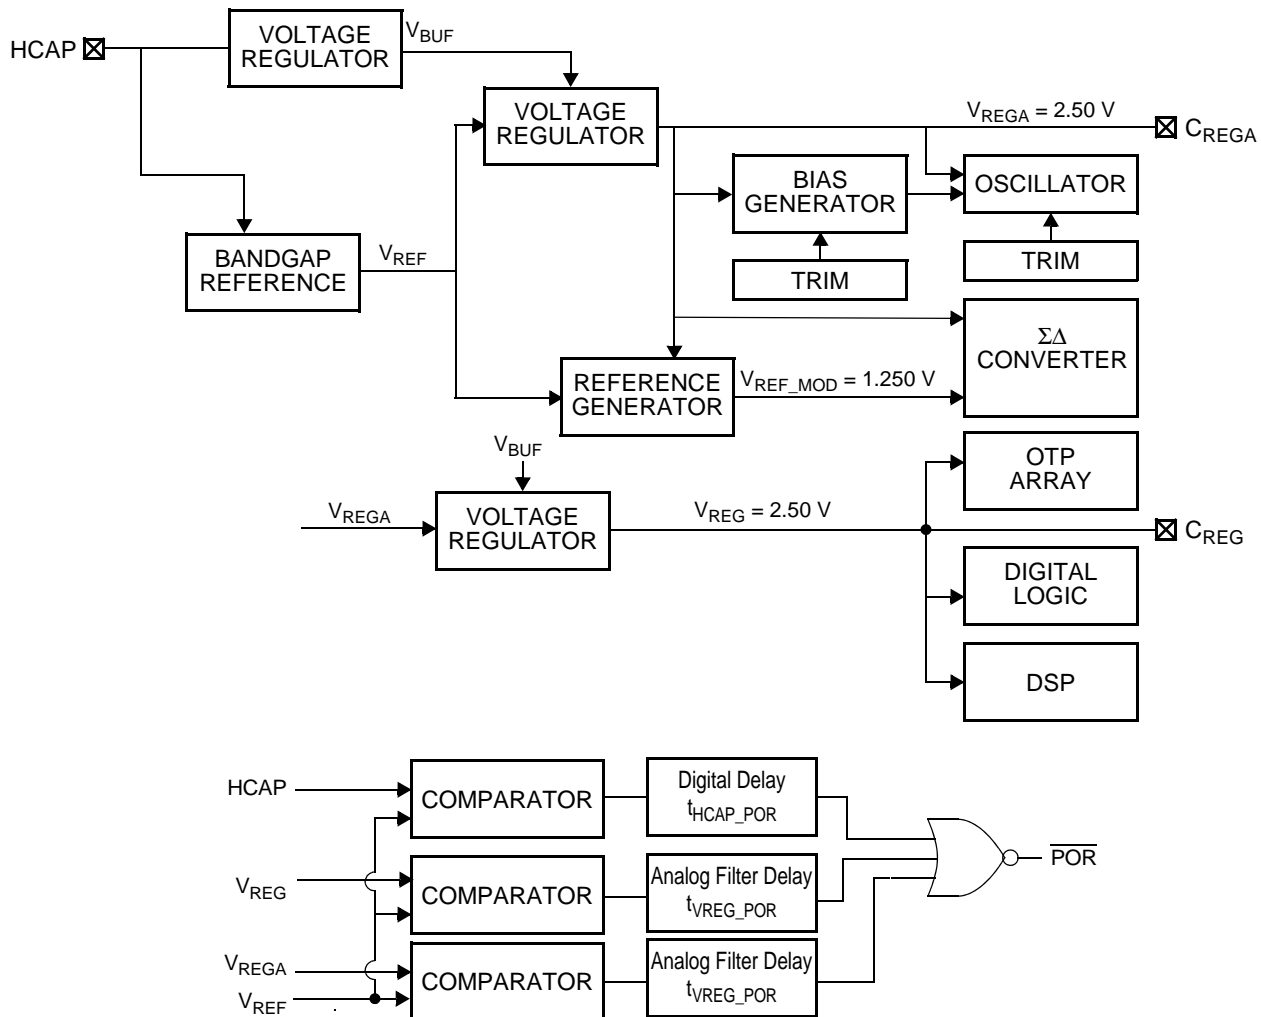 HCAP
VOLTAGE
REGULATOR
VBUF
VOLTAGE
REGULATOR
VREGA = 2.50 V
CREGA
BIAS
GENERATOR
OSCILLATOR
TRIM
TRIM
BANDGAP
REFERENCE
VREF
ΣΔ
CONVERTER
REFERENCE
GENERATOR
VREF_MOD = 1.250 V
VBUF
VREGA
VOLTAGE
REGULATOR
VREG = 2.50 V
OTP
ARRAY
CREG
DIGITAL
LOGIC
DSP
HCAP
COMPARATOR
Digital Delay
tHCAP_POR
VREG
COMPARATOR
Analog Filter Delay
tVREG_POR
POR
VREGA
VREF
COMPARATOR
Analog Filter Delay
tVREG_POR